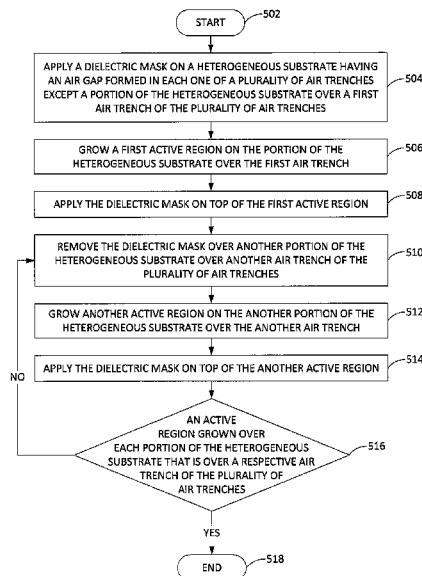 START
502
APPLY A DIELECTRIC MASK ON A HETEROGENEOUS SUBSTRATE HAVING
AN AIR GAP FORMED IN EACH ONE OF A PLURALITY OF AIR TRENCHES
EXCEPT A PORTION OF THE HETEROGENEOUS SUBSTRATE OVER A FIRST
AIR TRENCH OF THE PLURALITY OF AIR TRENCHES
504
GROW A FIRST ACTIVE REGION ON THE PORTION OF THE
HETEROGENEOUS SUBSTRATE OVER THE FIRST AIR TRENCH
506
APPLY THE DIELECTRIC MASK ON TOP OF THE FIRST ACTIVE REGION
508
REMOVE THE DIELECTRIC MASK OVER ANOTHER PORTION OF THE
HETEROGENEOUS SUBSTRATE OVER ANOTHER AIR TRENCH OF THE
PLURALITY OF AIR TRENCHES
510
GROW ANOTHER ACTIVE REGION ON THE ANOTHER PORTION OF THE
HETEROGENEOUS SUBSTRATE OVER THE ANOTHER AIR TRENCH
512
APPLY THE DIELECTRIC MASK ON TOP OF THE ANOTHER ACTIVE REGION
514
NO
AN ACTIVE
REGION GROWN OVER
EACH PORTION OF THE HETEROGENEOUS
SUBSTRATE THAT IS OVER A RESPECTIVE AIR
TRENCH OF THE PLURALITY OF
AIR TRENCHES
516
YES
END
518